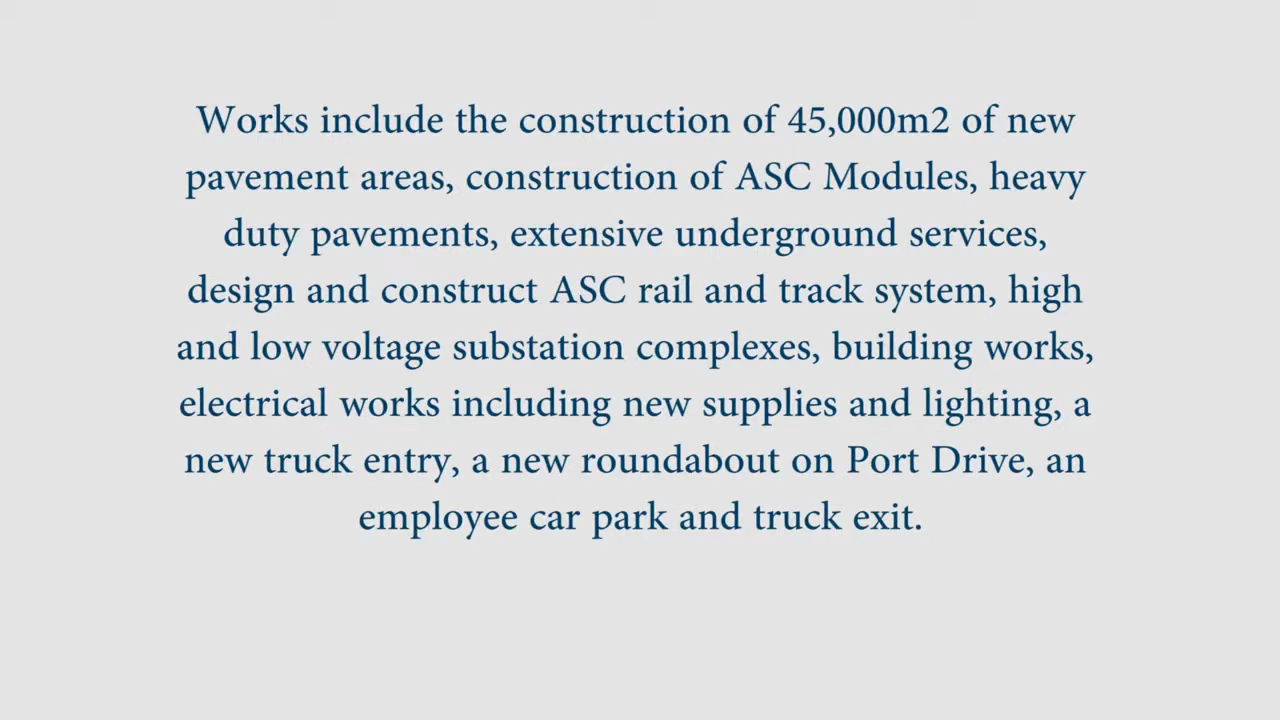 Works include the construction of 45,000m2 of new
pavement areas, construction of ASC Modules, heavy
duty pavements, extensive underground services,
design and construct ASC rail and track system, high
and low voltage substation complexes, building works,
electrical works including new supplies and lighting, a
new truck entry, a new roundabout on Port Drive, an
employee car park and truck exit.